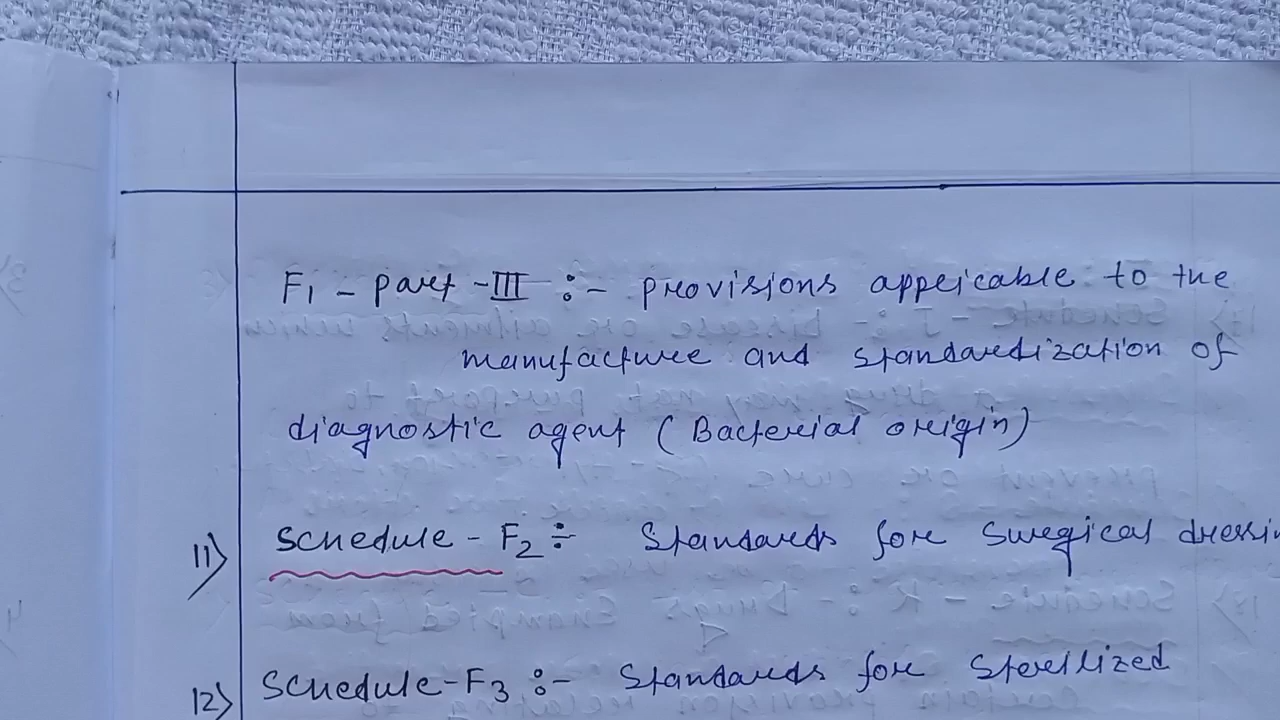 F1 - part - III :- provisions applicable to the
manufacture and standardization of
diagnostic agent (Bacterial origin)
11) Schedule - F2 :- Standards for Surgical dressin
12) Schedule - F3 :- Standards for Sterilized